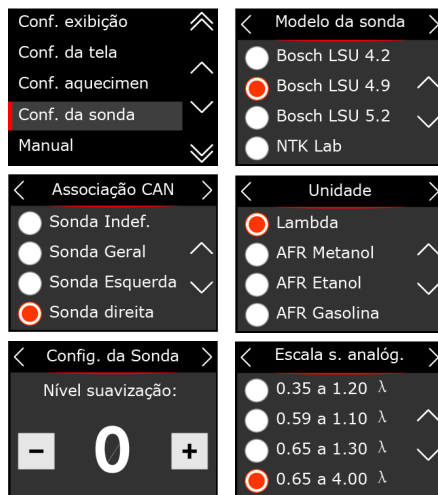 Conf. exibição
Conf. da tela
Conf. aquecimen
Conf. da sonda
Manual
Modelo da sonda
Bosch LSU 4.2
Bosch LSU 4.9
Bosch LSU 5.2
NTK Lab
Associação CAN
Sonda Indef.
Sonda Geral
Sonda Esquerda
Sonda direita
Unidade
Lambda
AFR Metanol
AFR Etanol
AFR Gasolina
Config. da Sonda
Nível suavização:
- 0 +
Escala s. analóg.
0.35 a 1.20 λ
0.59 a 1.10 λ
0.65 a 1.30 λ
0.65 a 4.00 λ